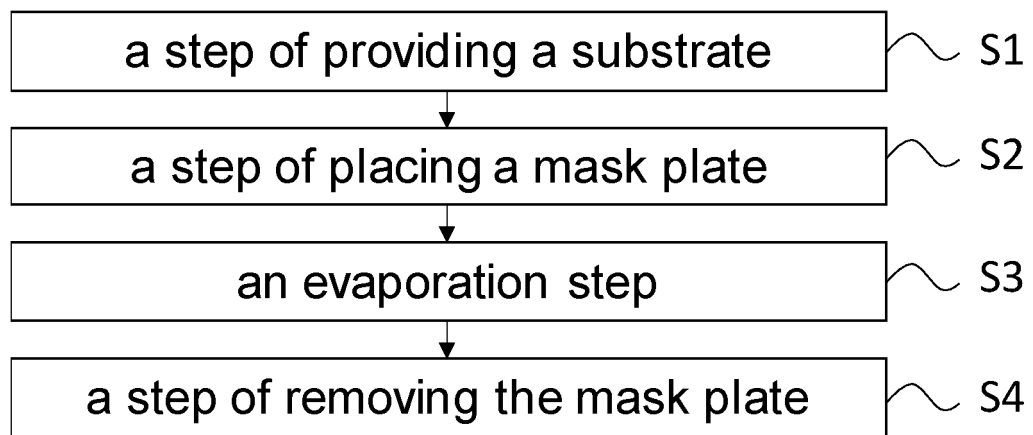 a step of providing a substrate S1
a step of placing a mask plate S2
an evaporation step S3
a step of removing the mask plate S4